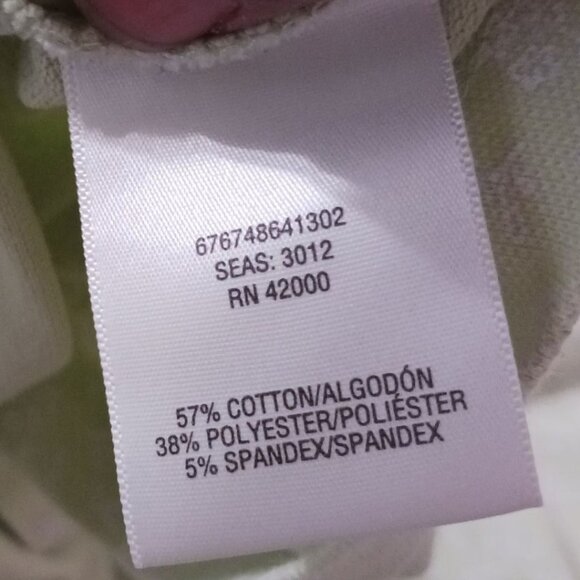 676748641302
SEAS: 3012
RN 42000
57% COTTON/ALGODÓN
38% POLYESTER/POLIÉSTER
5% SPANDEX/SPANDEX